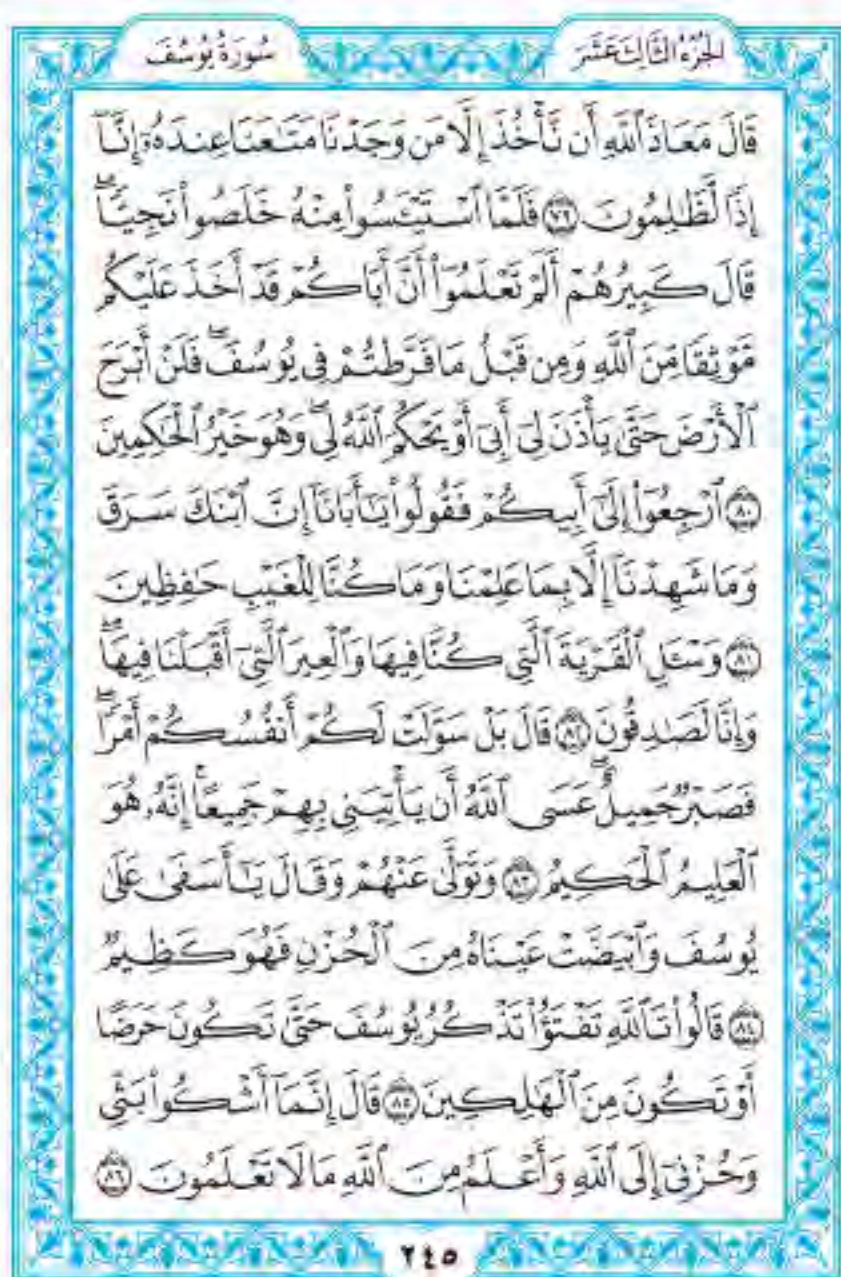 الجزء الثالث عشر
سورة يوسف
قَالَ مَعَاذَ ٱللَّهِ أَن نَّأۡخُذَ إِلَّا مَن وَجَدۡنَا مَتَٰعَنَا عِندَهُۥٓ إِنَّآ
إِذٗا لَّظَٰلِمُونَ ٧٩ فَلَمَّا ٱسۡتَيۡـَٔسُواْ مِنۡهُ خَلَصُواْ نَجِيّٗاۖ
قَالَ كَبِيرُهُمۡ أَلَمۡ تَعۡلَمُوٓاْ أَنَّ أَبَاكُمۡ قَدۡ أَخَذَ عَلَيۡكُم
مَّوۡثِقٗا مِّنَ ٱللَّهِ وَمِن قَبۡلُ مَا فَرَّطتُمۡ فِي يُوسُفَۖ فَلَنۡ أَبۡرَحَ
ٱلۡأَرۡضَ حَتَّىٰ يَأۡذَنَ لِيٓ أَبِيٓ أَوۡ يَحۡكُمَ ٱللَّهُ لِيۖ وَهُوَ خَيۡرُ ٱلۡحَٰكِمِينَ
٨٠ ٱرۡجِعُوٓاْ إِلَىٰٓ أَبِيكُمۡ فَقُولُواْ يَٰٓأَبَانَآ إِنَّ ٱبۡنَكَ سَرَقَ
وَمَا شَهِدۡنَآ إِلَّا بِمَا عَلِمۡنَا وَمَا كُنَّا لِلۡغَيۡبِ حَٰفِظِينَ
٨١ وَسۡـَٔلِ ٱلۡقَرۡيَةَ ٱلَّتِي كُنَّا فِيهَا وَٱلۡعِيرَ ٱلَّتِيٓ أَقۡبَلۡنَا فِيهَاۖ
وَإِنَّا لَصَٰدِقُونَ ٨٢ قَالَ بَلۡ سَوَّلَتۡ لَكُمۡ أَنفُسُكُمۡ أَمۡرٗاۖ
فَصَبۡرٞ جَمِيلٌۖ عَسَى ٱللَّهُ أَن يَأۡتِيَنِي بِهِمۡ جَمِيعًاۚ إِنَّهُۥ هُوَ
ٱلۡعَلِيمُ ٱلۡحَكِيمُ ٨٣ وَتَوَلَّىٰ عَنۡهُمۡ وَقَالَ يَٰٓأَسَفَىٰ عَلَىٰ
يُوسُفَ وَٱبۡيَضَّتۡ عَيۡنَاهُ مِنَ ٱلۡحُزۡنِ فَهُوَ كَظِيمٞ
٨٤ قَالُواْ تَٱللَّهِ تَفۡتَؤُاْ تَذۡكُرُ يُوسُفَ حَتَّىٰ تَكُونَ حَرَضًا
أَوۡ تَكُونَ مِنَ ٱلۡهَٰلِكِينَ ٨٥ قَالَ إِنَّمَآ أَشۡكُواْ بَثِّي
وَحُزۡنِيٓ إِلَى ٱللَّهِ وَأَعۡلَمُ مِنَ ٱللَّهِ مَا لَا تَعۡلَمُونَ ٨٦
٢٤٥